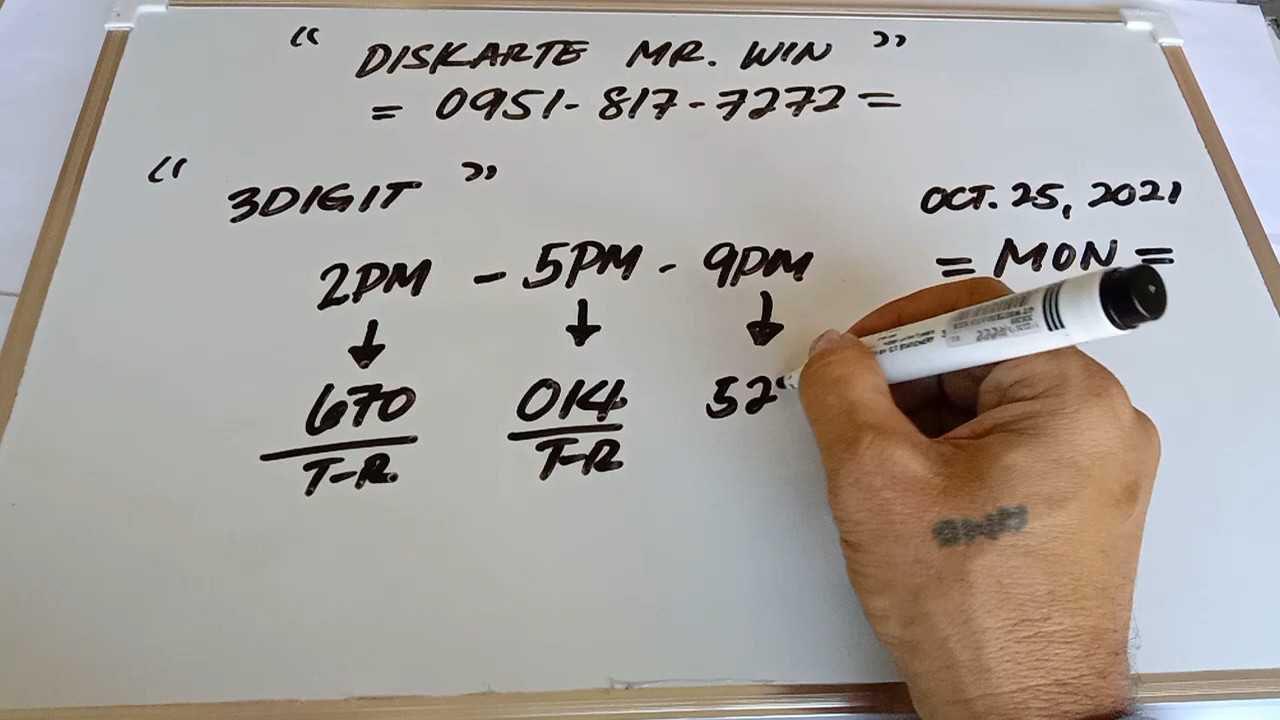 “ DISKARTE MR. WIN ”
= 0951-817-7272 =
“ 3DIGIT ”
OCT. 25, 2021
= MON =
2PM - 5PM - 9PM
670 014 52
T-R T-R